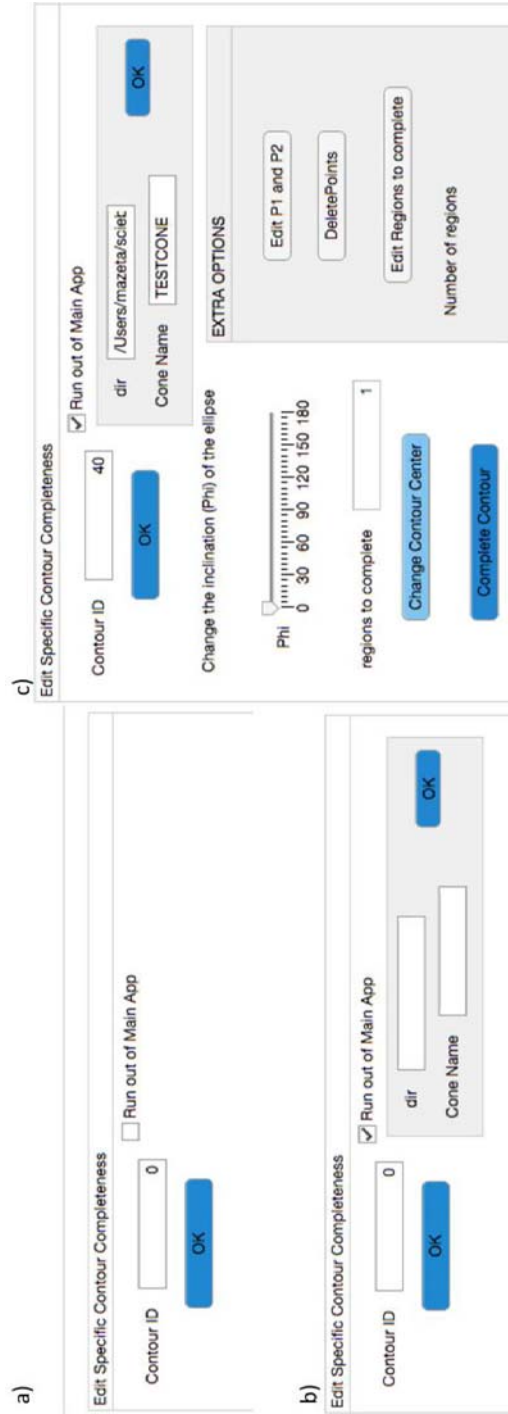 a)
Edit Specific Contour Completeness
Contour ID 0
Run out of Main App
OK
b)
Edit Specific Contour Completeness
Contour ID 0
Run out of Main App
OK
dir
Cone Name
OK
c)
Edit Specific Contour Completeness
Contour ID 40
Run out of Main App
OK
dir /Users/mazeta/scieb
Cone Name TESTCONE
OK
Change the inclination (Phi) of the ellipse
Phi
0 30 60 90 120 150 180
regions to complete 1
Change Contour Center
Complete Contour
EXTRA OPTIONS
Edit P1 and P2
DeletePoints
Edit Regions to complete
Number of regions